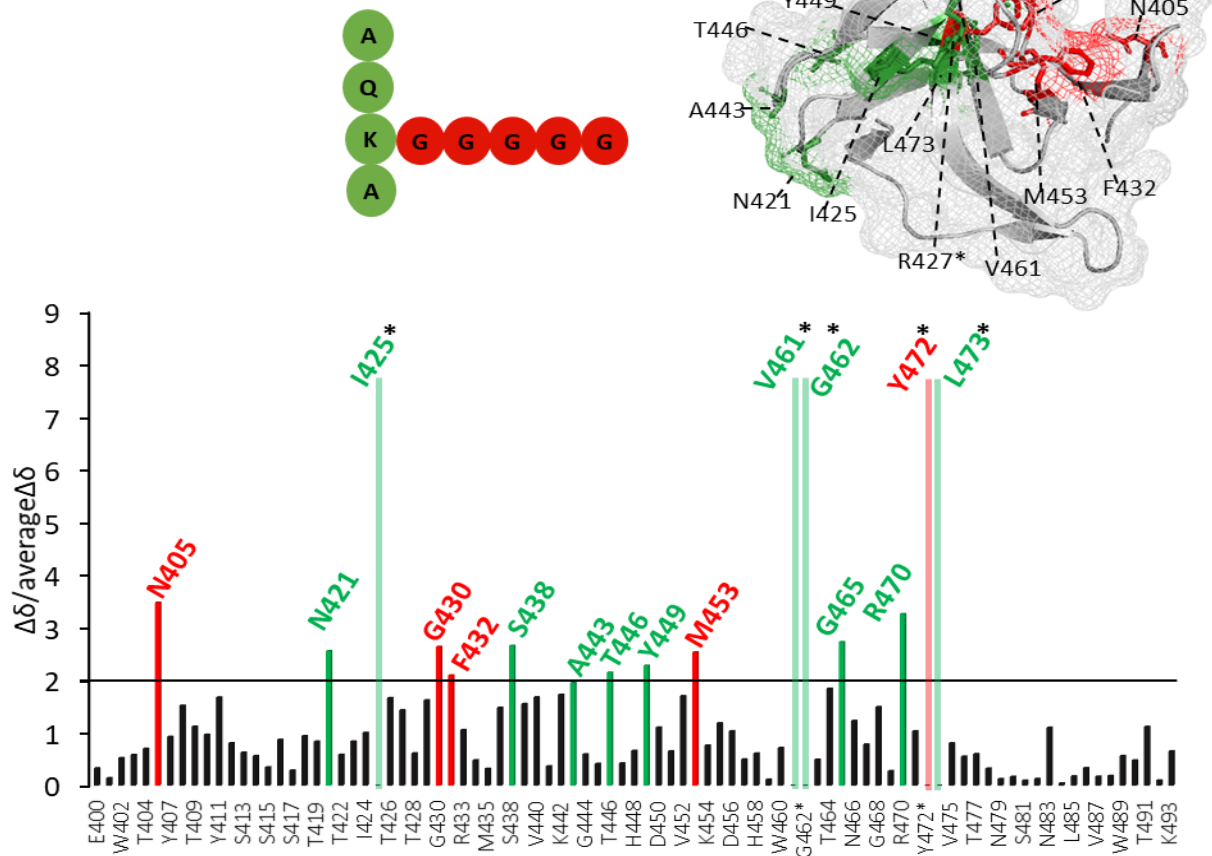 A
Q
K G G G G G
A
Y449
N405
T446
A443
L473
N421
I425
M453
F432
R427*
V461
Δδ/averageΔδ
9
8
7
6
5
4
3
2
1
0
N405
N421
I425*
G430
F432
S438
A443
T446
Y449
M453
V461*
G462*
G465
R470
Y472*
L473*
E400
W402
T404
Y407
T409
Y411
S413
S415
S417
T419
T422
I424
T426
T428
G430
R433
M435
S438
V440
K442
G444
T446
H448
D450
V452
K454
D456
H458
W460
G462*
T464
N466
G468
R470
Y472*
V475
T477
N479
S481
N483
L485
V487
W489
T491
K493